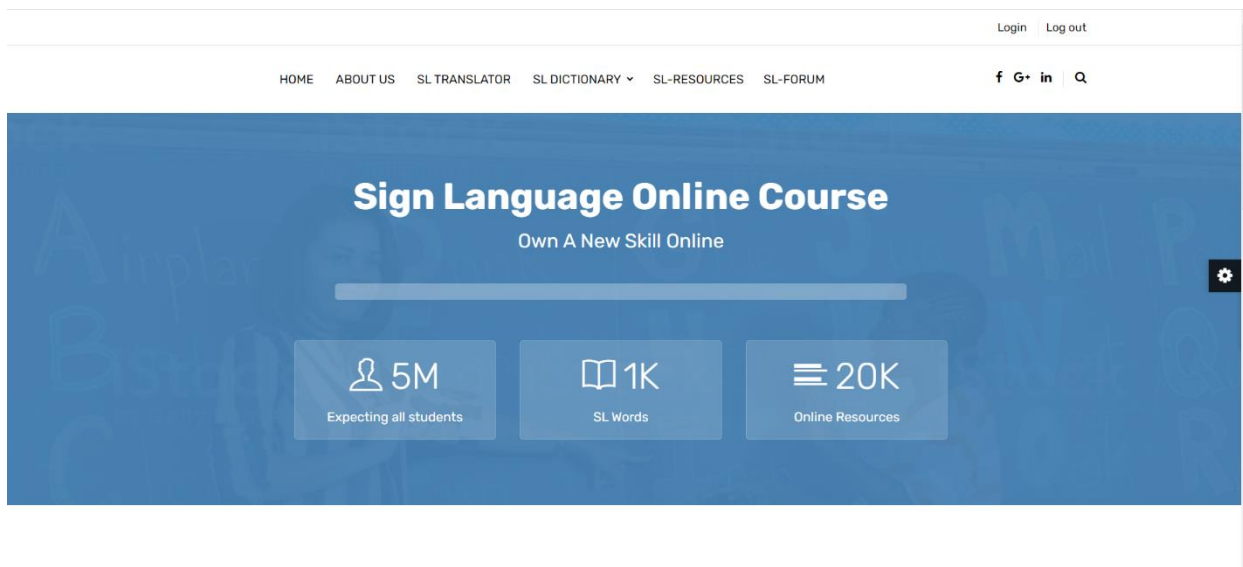 Login Log out
HOME ABOUT US SL TRANSLATOR SL DICTIONARY SL-RESOURCES SL-FORUM f G+ in
Sign Language Online Course
Own A New Skill Online
5M 1K 20K
Expecting all students SL Words Online Resources